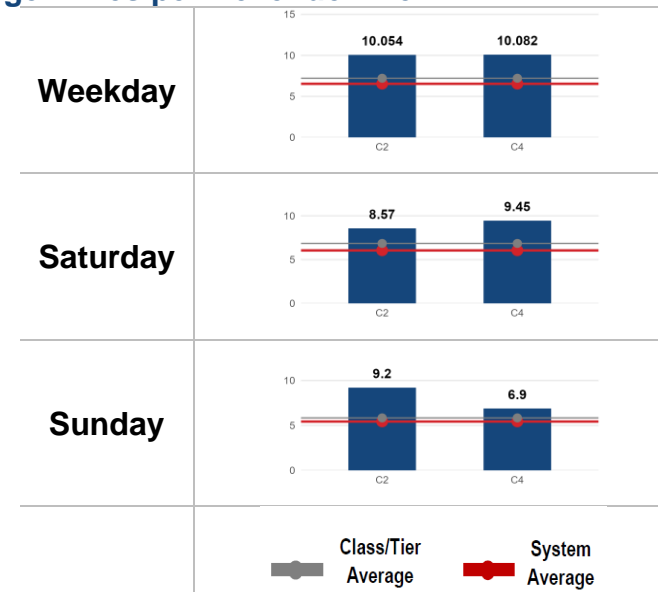 Weekday
15
10
5
0
10.054
10.082
C2
C4
Saturday
10
5
0
8.57
9.45
C2
C4
Sunday
10
5
0
9.2
6.9
C2
C4
Class/Tier
Average
System
Average